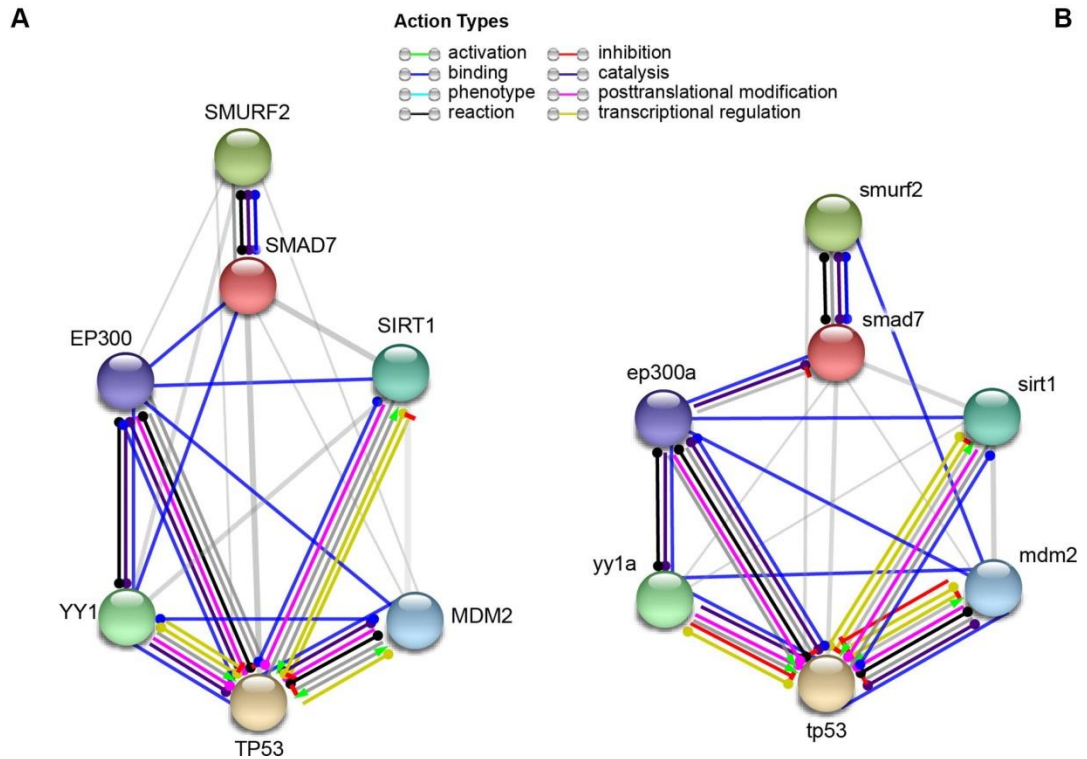 A
Action Types
B
activation
inhibition
binding
catalysis
phenotype
posttranslational modification
reaction
transcriptional regulation
SMURF2
smurf2
SMAD7
smad7
SIRT1
EP300
ep300a
sirt1
yy1a
mdm2
YY1
MDM2
tp53
TP53